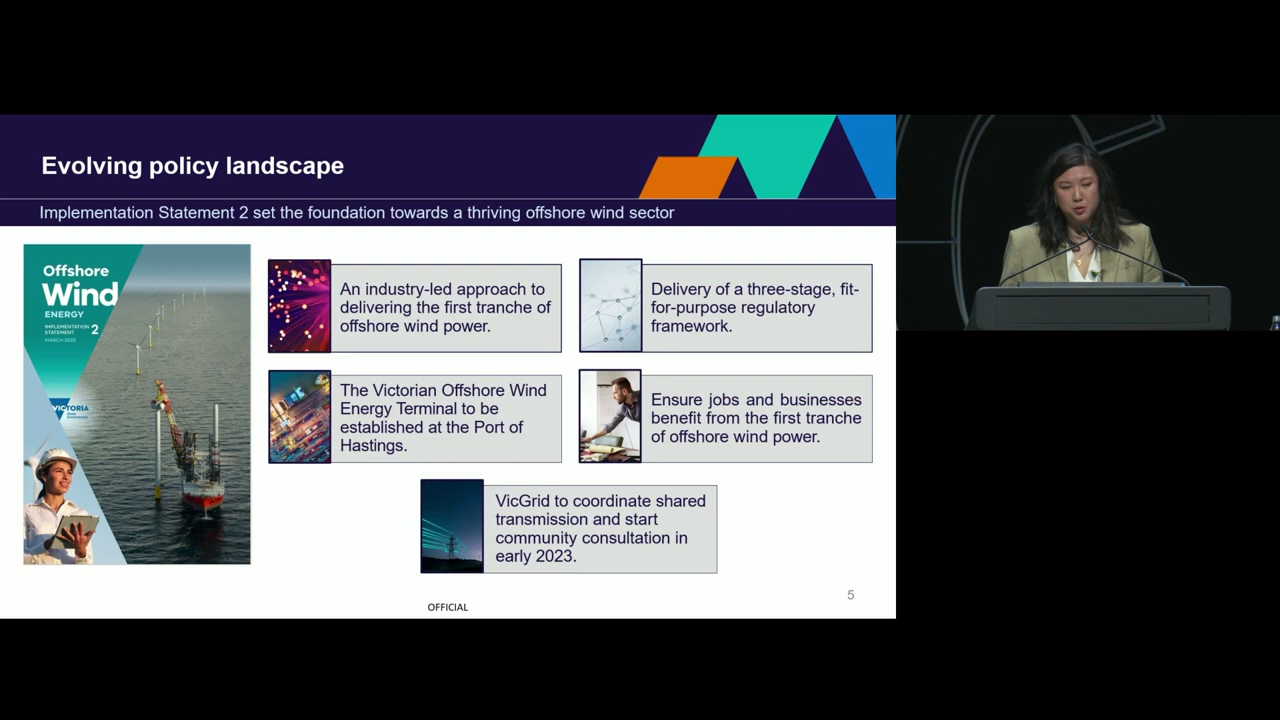 Evolving policy landscape
Implementation Statement 2 set the foundation towards a thriving offshore wind sector
Offshore
Wind
ENERGY
IMPLEMENTATION
STATEMENT 2
MARCH 2023
VICTORIA
State
Government
An industry-led approach to
delivering the first tranche of
offshore wind power.
Delivery of a three-stage, fit-
for-purpose regulatory
framework.
The Victorian Offshore Wind
Energy Terminal to be
established at the Port of
Hastings.
Ensure jobs and businesses
benefit from the first tranche
of offshore wind power.
VicGrid to coordinate shared
transmission and start
community consultation in
early 2023.
OFFICIAL
5